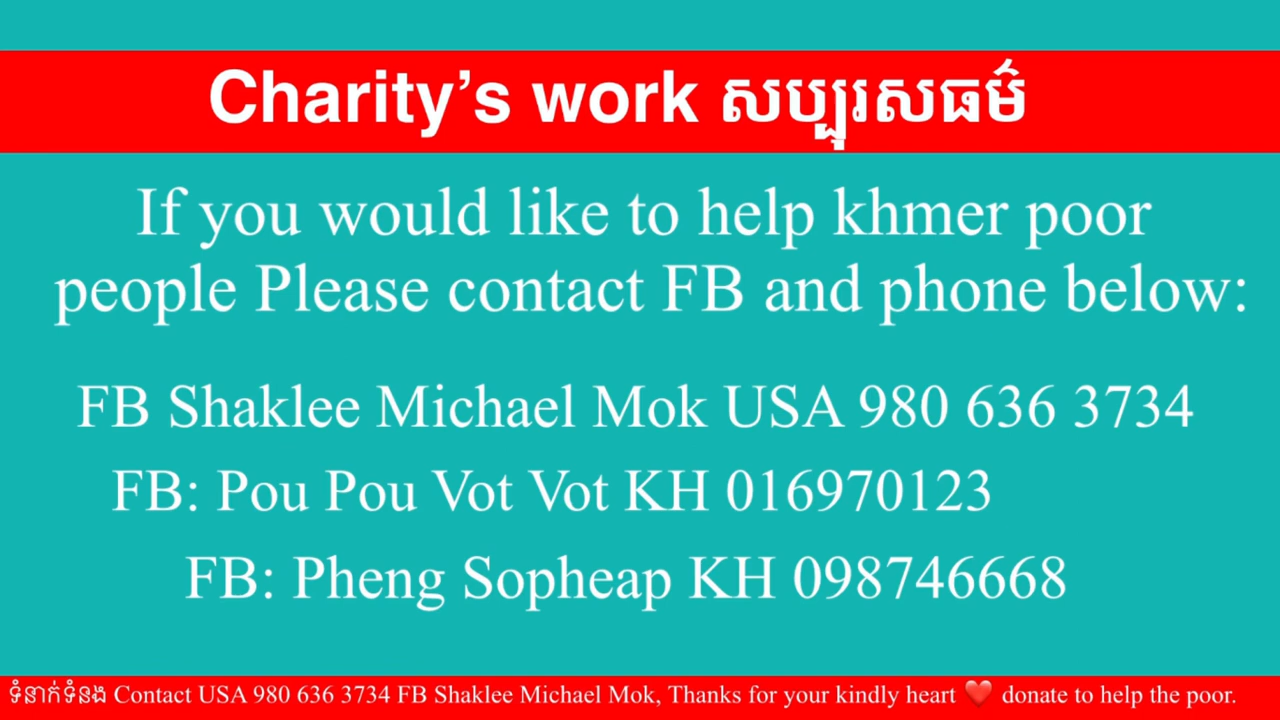 Charity’s work សប្បុរសធម៌
If you would like to help khmer poor
people Please contact FB and phone below:
FB Shaklee Michael Mok USA 980 636 3734
FB: Pou Pou Vot Vot KH 016970123
FB: Pheng Sopheap KH 098746668
ទំនាក់ទំនង Contact USA 980 636 3734 FB Shaklee Michael Mok, Thanks for your kindly heart ❤️ donate to help the poor.